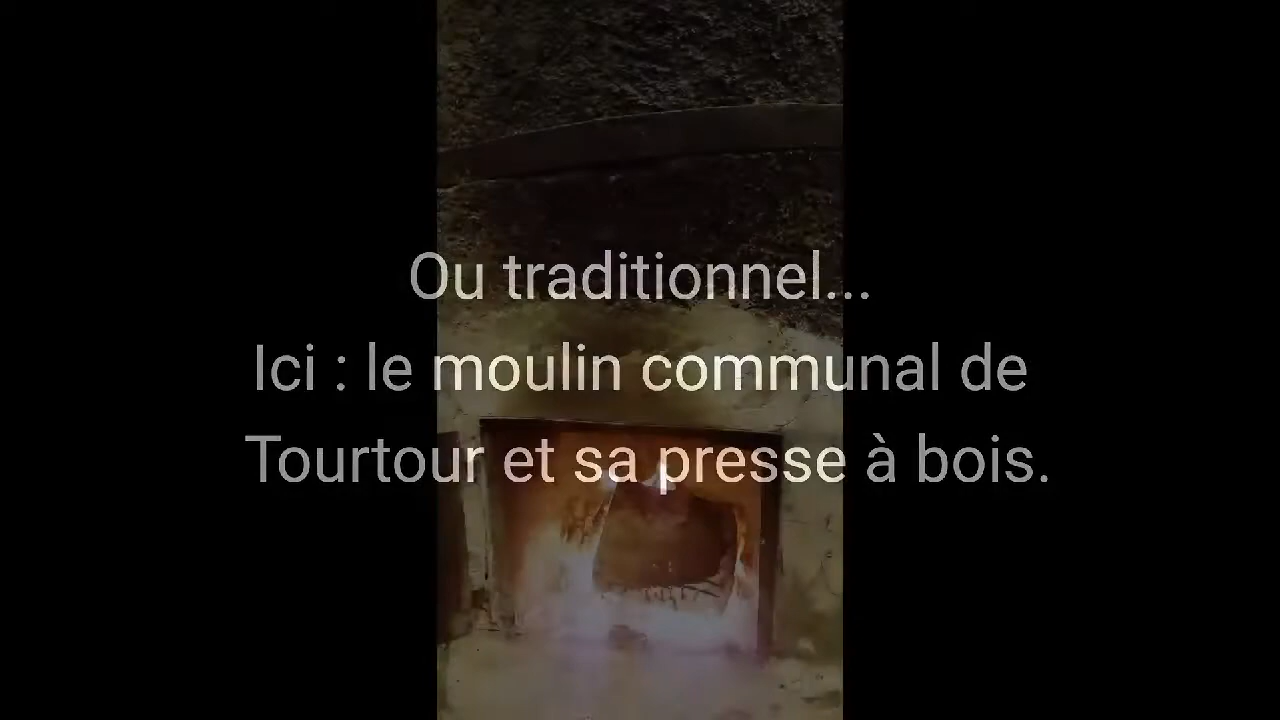 Ou traditionnel...
Ici : le moulin communal de
Tourtour et sa presse à bois.